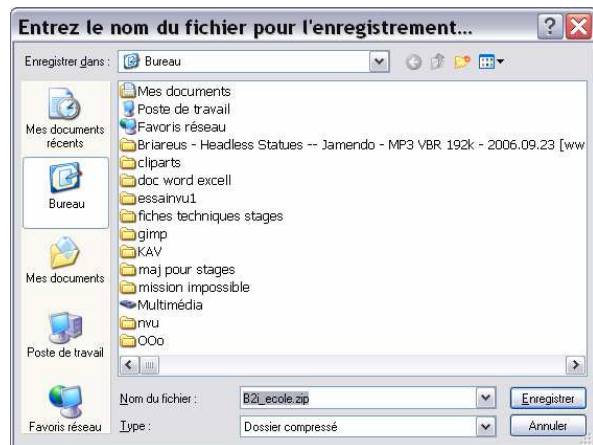 Entrez le nom du fichier pour l'enregistrement...
Enregistrer dans :
Bureau
Mes documents récents
Bureau
Mes documents
Poste de travail
Favoris réseau
Mes documents
Poste de travail
Favoris réseau
Briareus - Headless Statues -- Jamendo - MP3 VBR 192k - 2006.09.23 [ww
cliparts
doc word excell
essainvu1
fiches techniques stages
gimp
KAV
maj pour stages
mission impossible
Multimédia
nvu
OOo
Nom du fichier :
B2i_ecole.zip
Enregistrer
Type :
Dossier compressé
Annuler